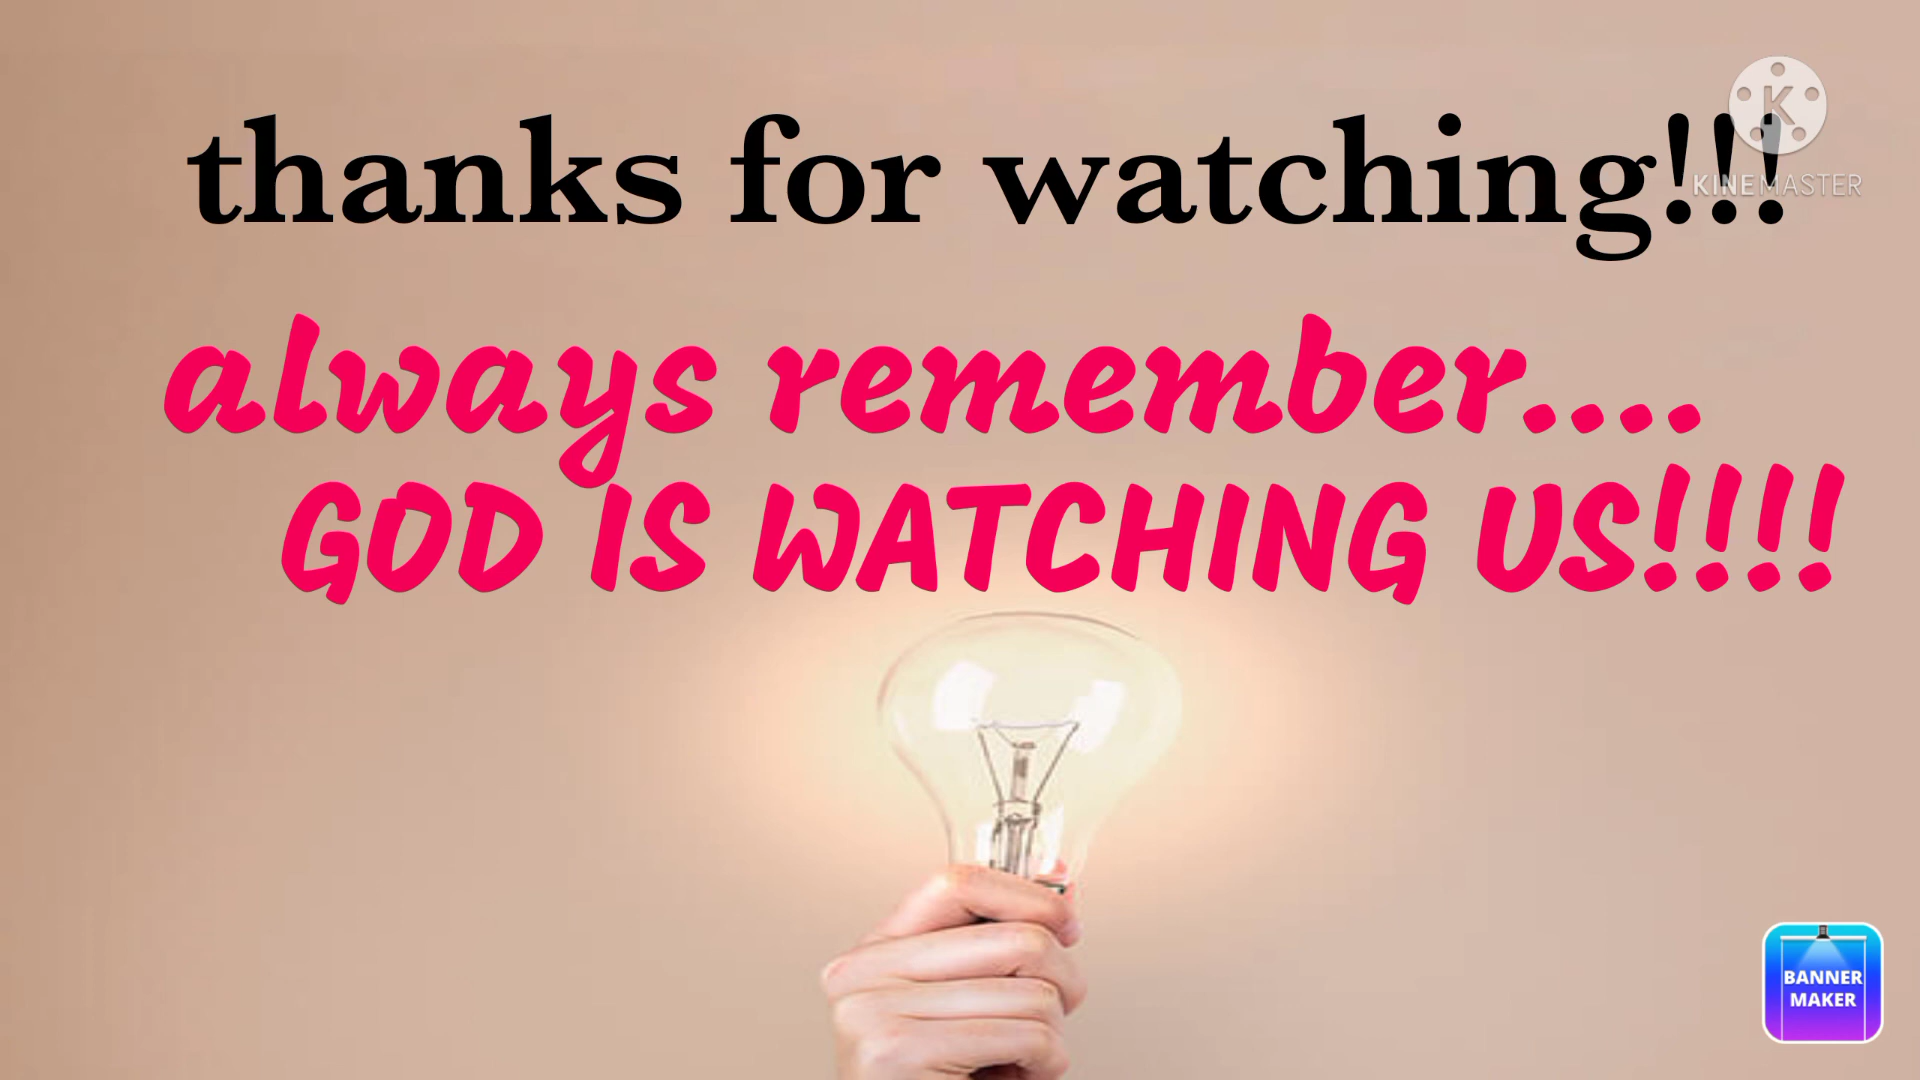 thanks for watching!!!
KINEMASTER
always remember....
GOD IS WATCHING US!!!!
BANNER
MAKER